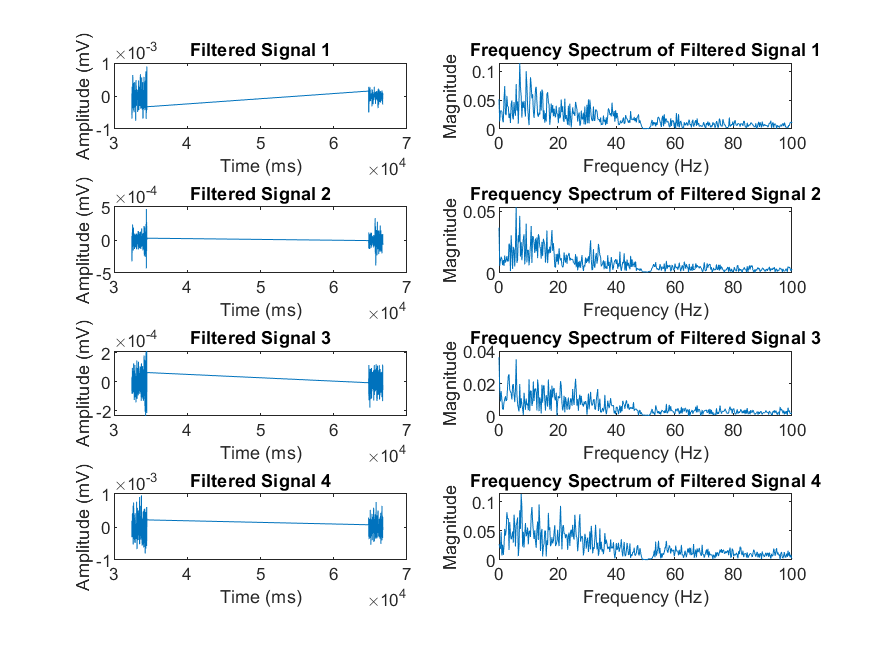 Filtered Signal 1
×10-3
Amplitude (mV)
1
0
-1
3 4 5 6 7
Time (ms)
×104
Frequency Spectrum of Filtered Signal 1
Magnitude
0.1
0.05
0
0 20 40 60 80 100
Frequency (Hz)
Filtered Signal 2
×10-4
Amplitude (mV)
5
0
-5
3 4 5 6 7
Time (ms)
×104
Frequency Spectrum of Filtered Signal 2
Magnitude
0.05
0
0 20 40 60 80 100
Frequency (Hz)
Filtered Signal 3
×10-4
Amplitude (mV)
2
0
-2
3 4 5 6 7
Time (ms)
×104
Frequency Spectrum of Filtered Signal 3
Magnitude
0.04
0.02
0
0 20 40 60 80 100
Frequency (Hz)
Filtered Signal 4
×10-3
Amplitude (mV)
1
0
-1
3 4 5 6 7
Time (ms)
×104
Frequency Spectrum of Filtered Signal 4
Magnitude
0.1
0.05
0
0 20 40 60 80 100
Frequency (Hz)